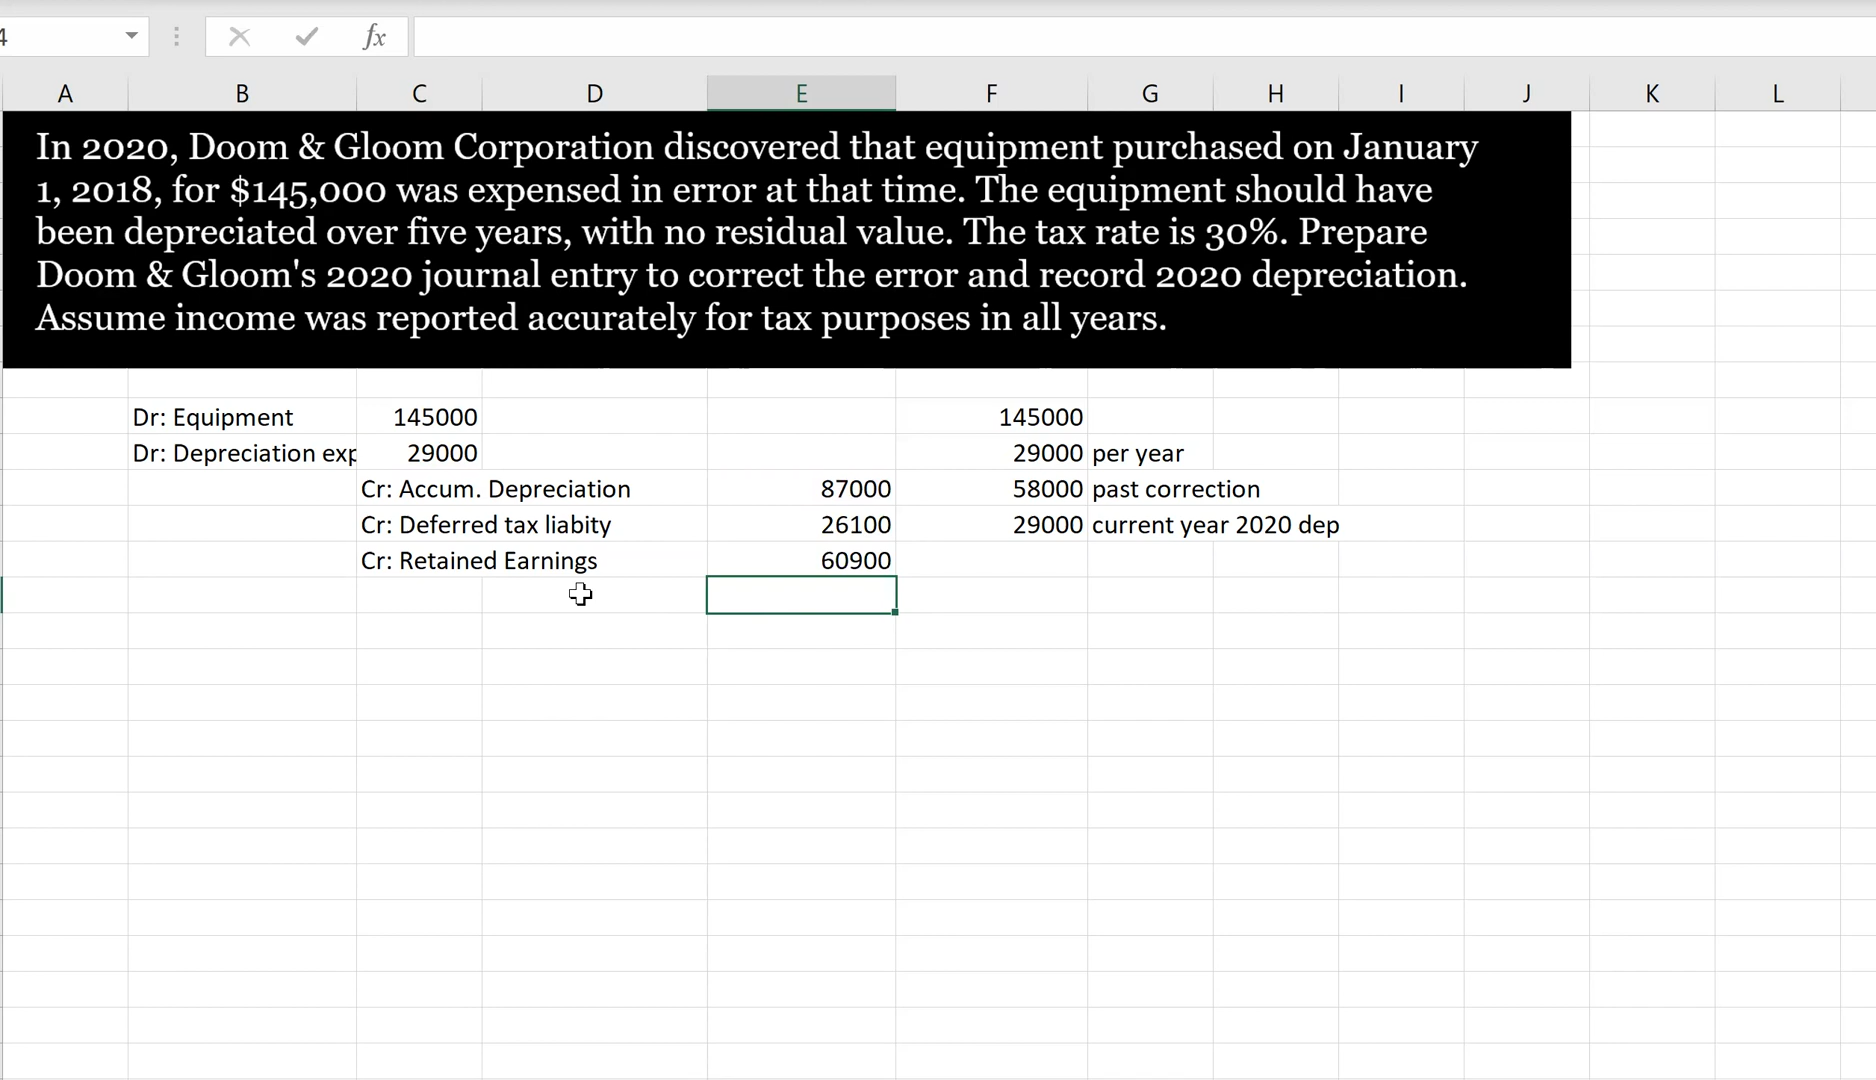 4
fx
A B C D E F G H I J K L
In 2020, Doom & Gloom Corporation discovered that equipment purchased on January
1, 2018, for $145,000 was expensed in error at that time. The equipment should have
been depreciated over five years, with no residual value. The tax rate is 30%. Prepare
Doom & Gloom's 2020 journal entry to correct the error and record 2020 depreciation.
Assume income was reported accurately for tax purposes in all years.
Dr: Equipment 145000 145000
Dr: Depreciation exp 29000 29000 per year
Cr: Accum. Depreciation 87000 58000 past correction
Cr: Deferred tax liabity 26100 29000 current year 2020 dep
Cr: Retained Earnings 60900